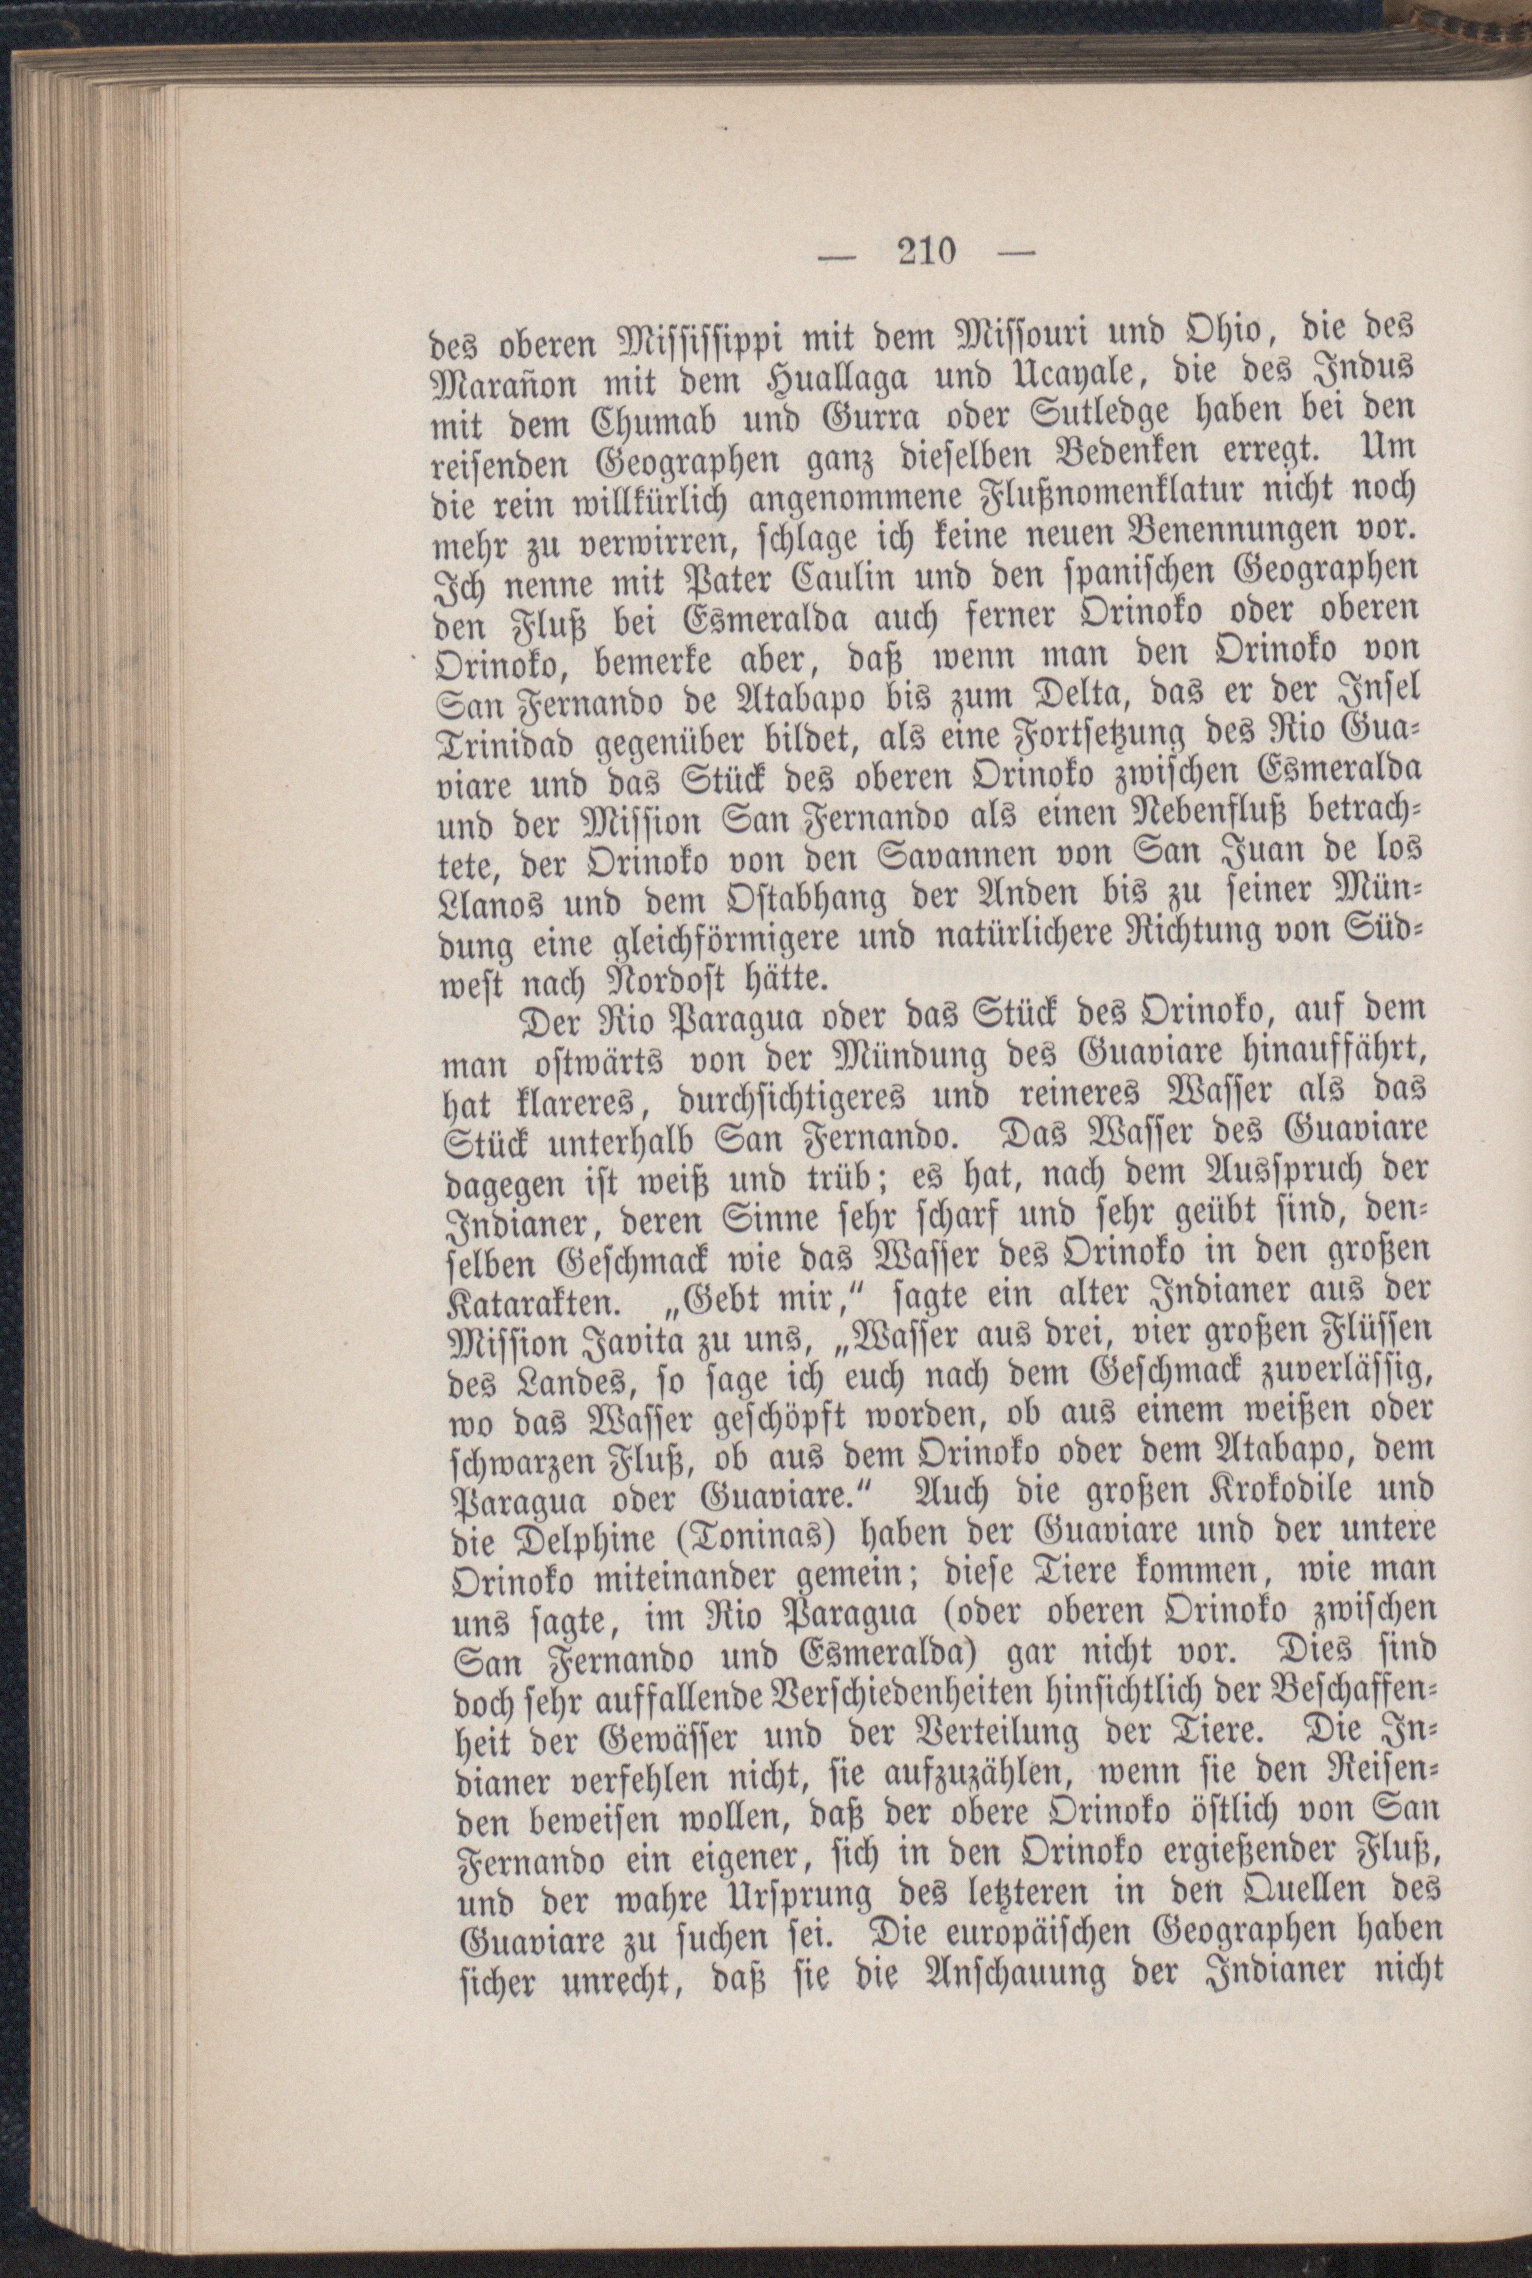 — 210 —
des oberen Mississippi mit dem Missouri und Ohio, die des
Marañon mit dem Huallaga und Ucayale, die des Indus
mit dem Chumab und Gurra oder Sutledge haben bei den
reisenden Geographen ganz dieselben Bedenken erregt. Um
die rein willkürlich angenommene Flußnomenklatur nicht noch
mehr zu verwirren, schlage ich keine neuen Benennungen vor.
Ich nenne mit Pater Caulin und den spanischen Geographen
den Fluß bei Esmeralda auch ferner Orinoko oder oberen
Orinoko, bemerke aber, daß wenn man den Orinoko von
San Fernando de Atabapo bis zum Delta, das er der Insel
Trinidad gegenüber bildet, als eine Fortsetzung des Rio Gua-
viare und das Stück des oberen Orinoko zwischen Esmeralda
und der Mission San Fernando als einen Nebenfluß betrach-
tete, der Orinoko von den Savannen von San Juan de los
Llanos und dem Ostabhang der Anden bis zu seiner Mün-
dung eine gleichförmigere und natürlichere Richtung von Süd-
west nach Nordost hätte.
Der Rio Paragua oder das Stück des Orinoko, auf dem
man ostwärts von der Mündung des Guaviare hinauffährt,
hat klareres, durchsichtigeres und reineres Wasser als das
Stück unterhalb San Fernando. Das Wasser des Guaviare
dagegen ist weiß und trüb; es hat, nach dem Ausspruch der
Indianer, deren Sinne sehr scharf und sehr geübt sind, den-
selben Geschmack wie das Wasser des Orinoko in den großen
Katarakten. „Gebt mir,“ sagte ein alter Indianer aus der
Mission Javita zu uns, „Wasser aus drei, vier großen Flüssen
des Landes, so sage ich euch nach dem Geschmack zuverlässig,
wo das Wasser geschöpft worden, ob aus einem weißen oder
schwarzen Fluß, ob aus dem Orinoko oder dem Atabapo, dem
Paragua oder Guaviare.“ Auch die großen Krokodile und
die Delphine (Toninas) haben der Guaviare und der untere
Orinoko miteinander gemein; diese Tiere kommen, wie man
uns sagte, im Rio Paragua (oder oberen Orinoko zwischen
San Fernando und Esmeralda) gar nicht vor. Dies sind
doch sehr auffallende Verschiedenheiten hinsichtlich der Beschaffen-
heit der Gewässer und der Verteilung der Tiere. Die In-
dianer verfehlen nicht, sie aufzuzählen, wenn sie den Reisen-
den beweisen wollen, daß der obere Orinoko östlich von San
Fernando ein eigener, sich in den Orinoko ergießender Fluß,
und der wahre Ursprung des letzteren in den Quellen des
Guaviare zu suchen sei. Die europäischen Geographen haben
sicher unrecht, daß sie die Anschauung der Indianer nicht